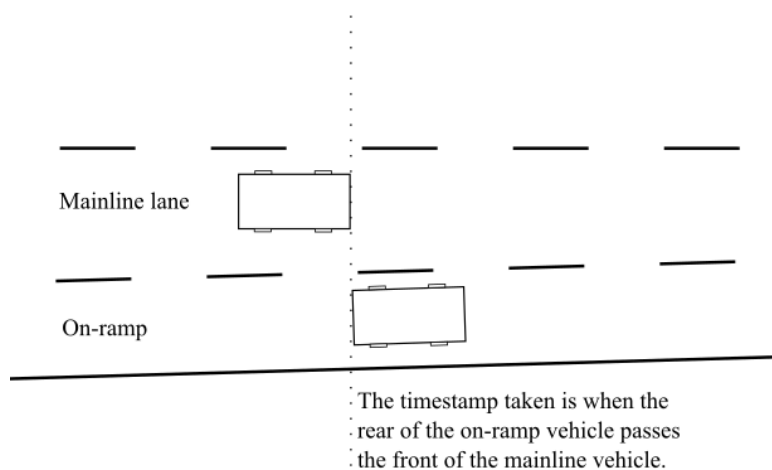 Mainline lane
On-ramp
The timestamp taken is when the
rear of the on-ramp vehicle passes
the front of the mainline vehicle.